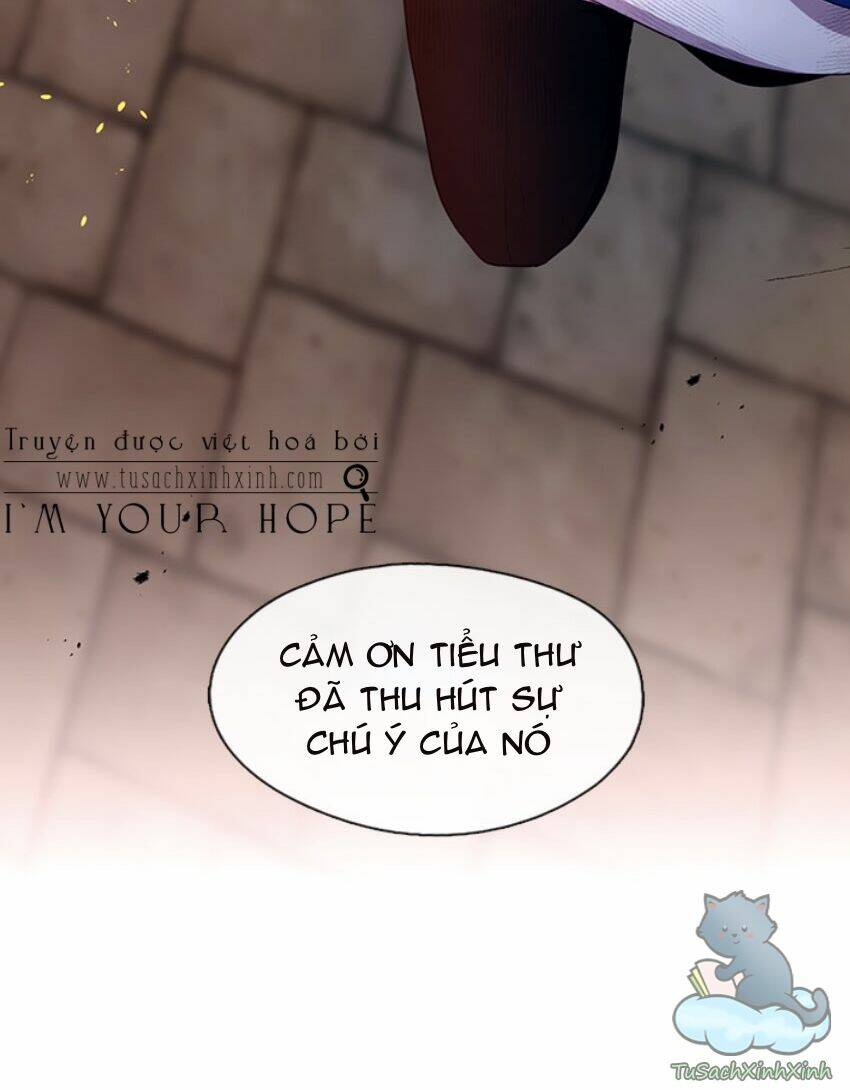 Truyện được việt hoá bởi
www.tusachxinhxinh.com
I'M YOUR HOPE
CẢM ƠN TIỂU THƯ
ĐÃ THU HÚT SỰ
CHÚ Ý CỦA NÓ
TuSachXinhXinh